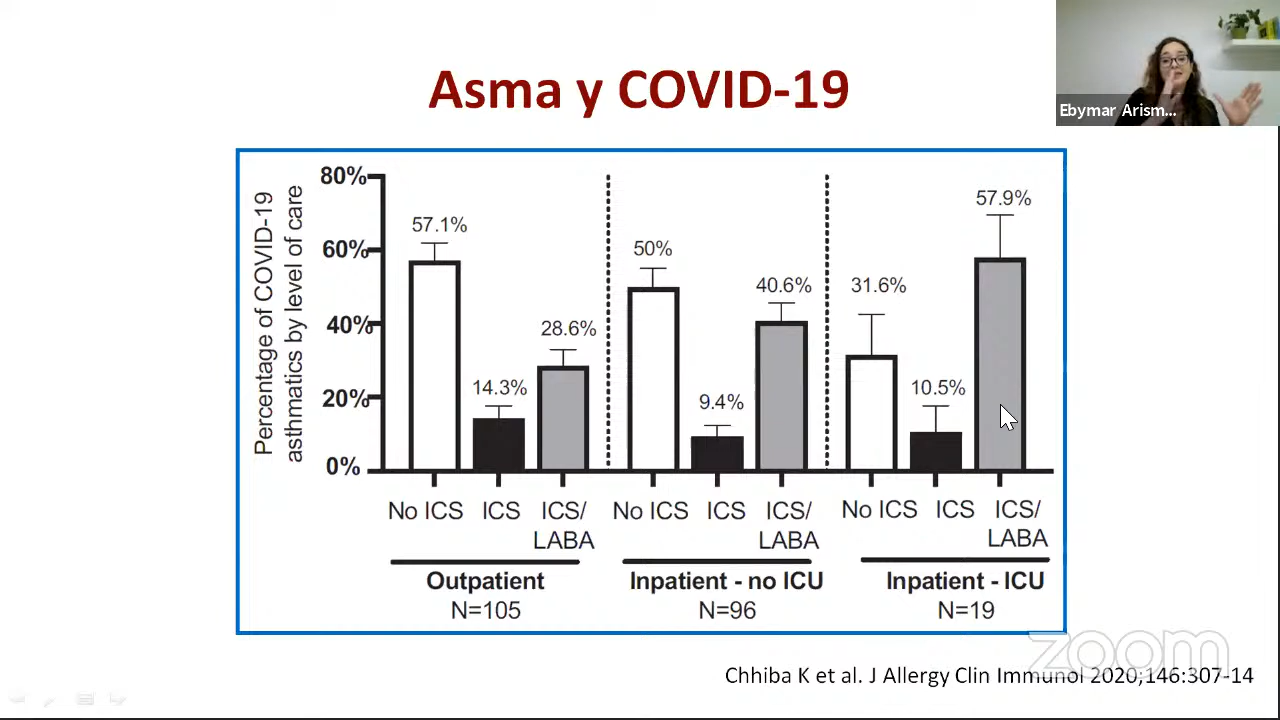 Asma y COVID-19
Ebymar Arism...
Percentage of COVID-19
asthmatics by level of care
80%
60%
40%
20%
0%
57.1%
14.3%
28.6%
50%
9.4%
40.6%
31.6%
10.5%
57.9%
No ICS ICS ICS/
LABA
No ICS ICS ICS/
LABA
No ICS ICS ICS/
LABA
Outpatient
N=105
Inpatient - no ICU
N=96
Inpatient - ICU
N=19
zoom
Chhiba K et al. J Allergy Clin Immunol 2020;146:307-14